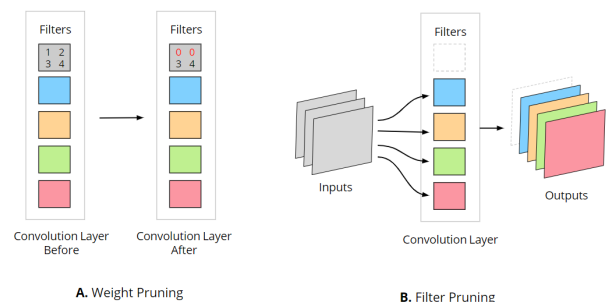 Filters
1 2
3 4
Convolution Layer
Before
Filters
0 0
3 4
Convolution Layer
After
A. Weight Pruning
Inputs
Filters
Convolution Layer
Outputs
B. Filter Pruning